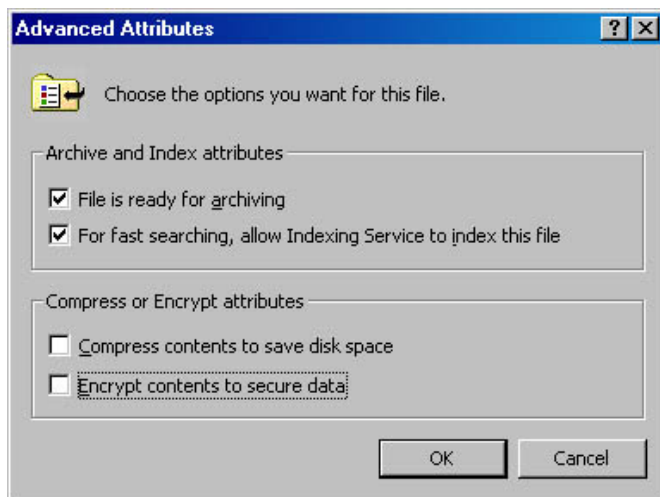 Advanced Attributes
Choose the options you want for this file.
Archive and Index attributes
File is ready for archiving
For fast searching, allow Indexing Service to index this file
Compress or Encrypt attributes
Compress contents to save disk space
Encrypt contents to secure data
OK Cancel